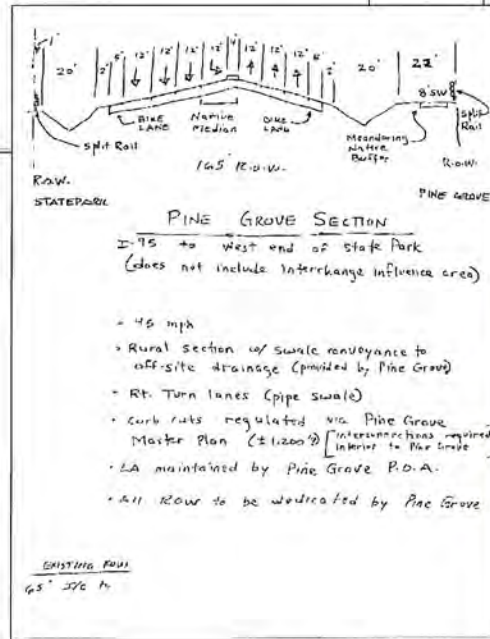 1'
20' 2' 5' 12' 12' 12' 12' 4' 12' 12' 12' 5' 2' 20' 22'
8' SW
BIKE LANE
Native Median
BIKE LANE
Split Rail
Meandering Native Buffer
Split Rail
R.O.W.
STATE PARK
165' R.O.W.
R.O.W.
PINE GROVE
PINE GROVE SECTION
I-95 to West end of State Park
(does not include interchange influence area)
- 45 mph
• Rural section w/ swale conveyance to
off-site drainage (provided by Pine Grove)
• Rt. Turn lanes (pipe swale)
• Curb cuts regulated via Pine Grove
Master Plan (±1,200') [interconnections required
interior to Pine Grove
• LA maintained by Pine Grove P.O.A.
• All ROW to be dedicated by Pine Grove
EXISTING ROW
65'